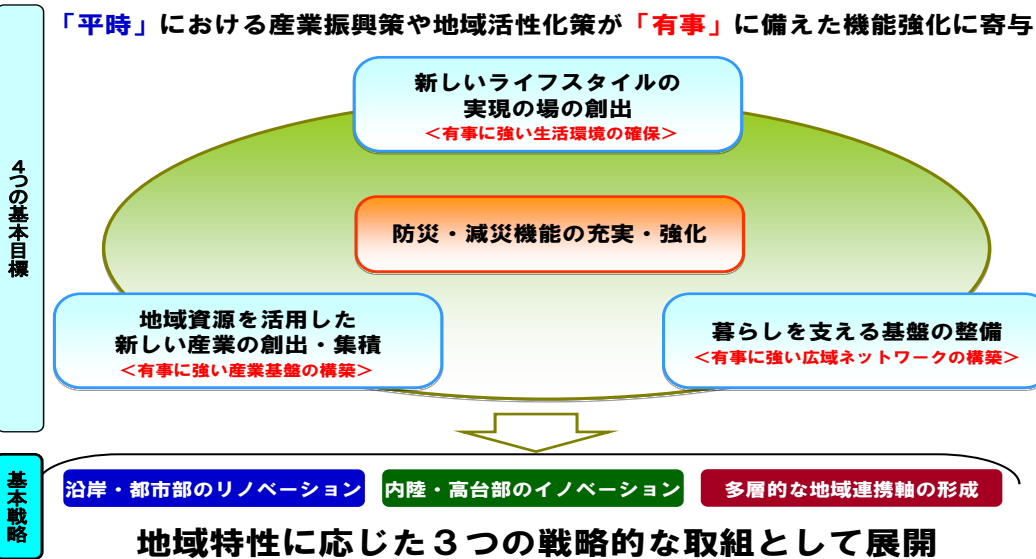 「平時」における産業振興策や地域活性化策が「有事」に備えた機能強化に寄与
4つの基本目標
新しいライフスタイルの
実現の場の創出
＜有事に強い生活環境の確保＞
防災・減災機能の充実・強化
地域資源を活用した
新しい産業の創出・集積
＜有事に強い産業基盤の構築＞
暮らしを支える基盤の整備
＜有事に強い広域ネットワークの構築＞
基本戦略
沿岸・都市部のリノベーション
内陸・高台部のイノベーション
多層的な地域連携軸の形成
地域特性に応じた３つの戦略的な取組として展開